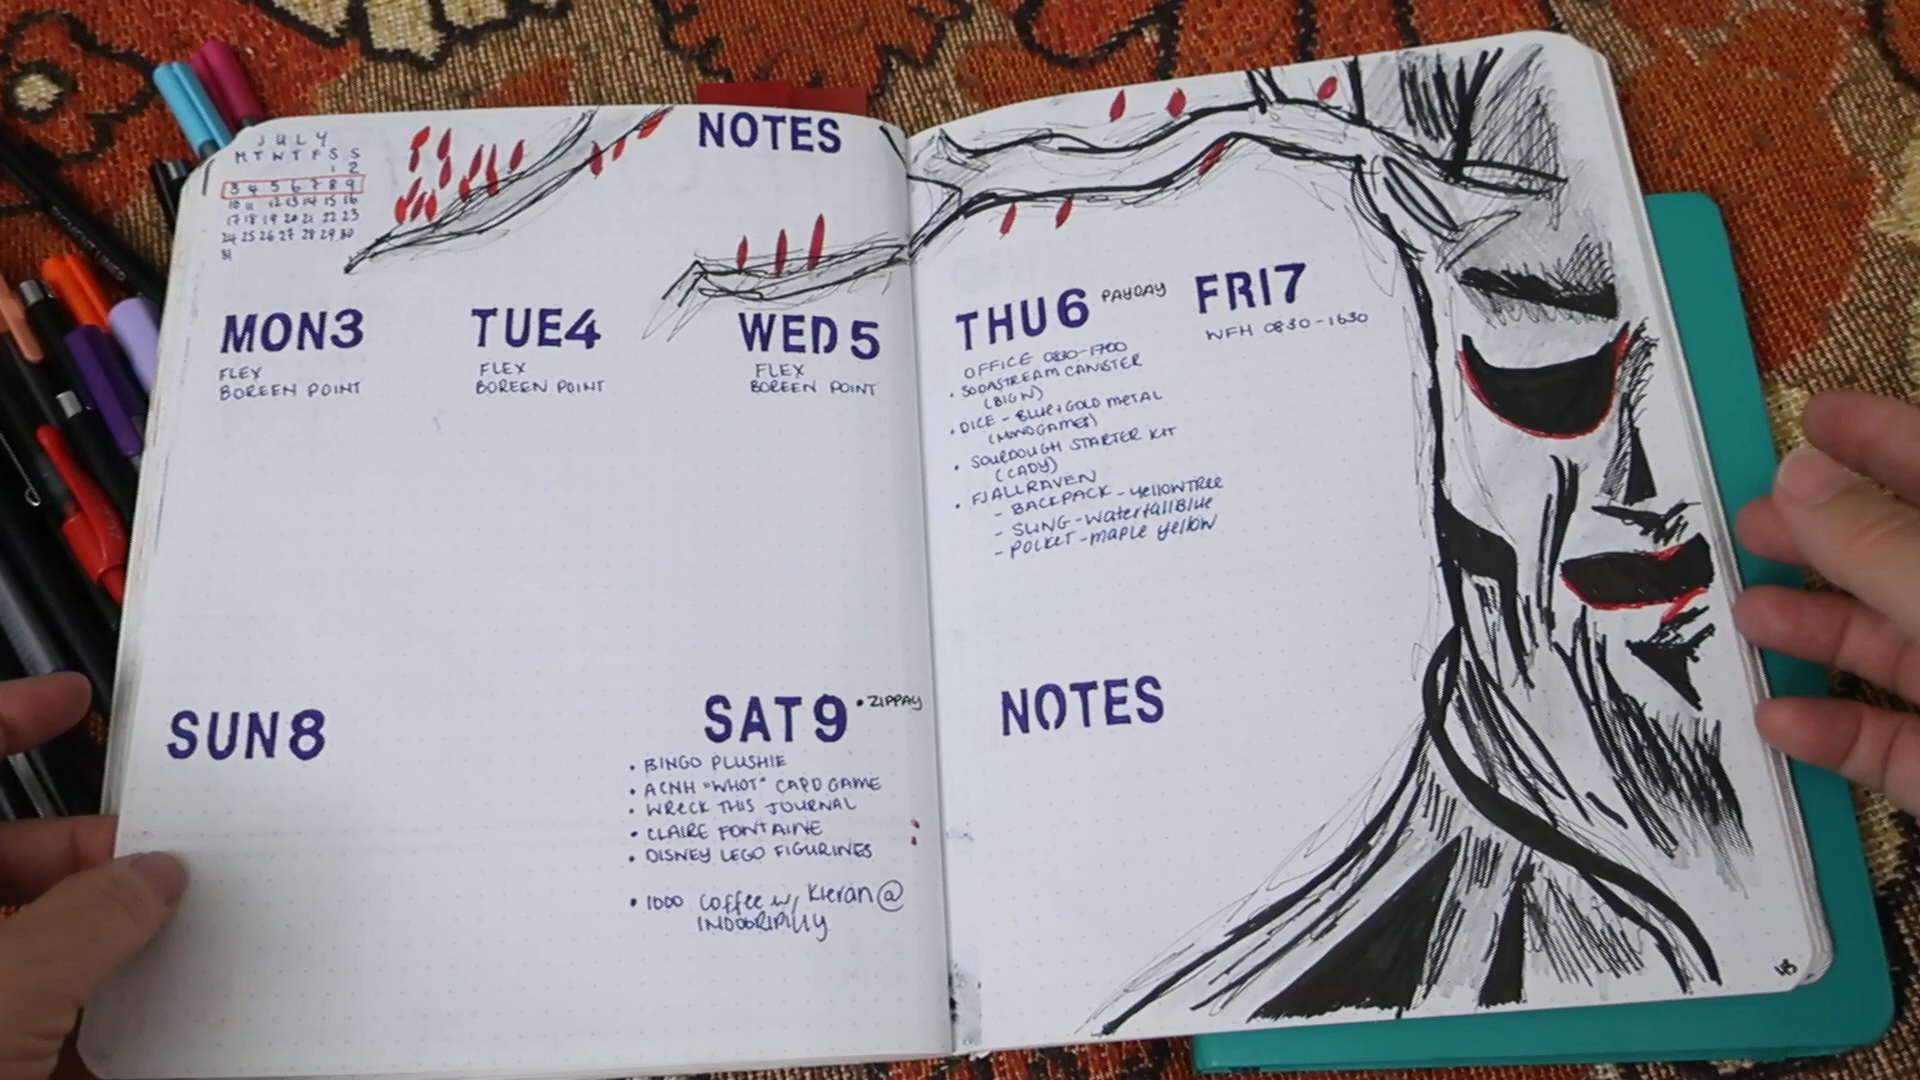 JULY
M T W T F S S
1 2
3 4 5 6 7 8 9
10 11 12 13 14 15 16
17 18 19 20 21 22 23
24 25 26 27 28 29 30
31
NOTES
MON3
FLEX
BOREEN POINT
TUE4
FLEX
BOREEN POINT
WED 5
FLEX
BOREEN POINT
SUN8
SAT9 • ZIPPAY
• BINGO PLUSHIE
• ACNH "WHOT" CARD GAME
• WRECK THIS JOURNAL
• CLAIRE FONTAINE
• DISNEY LEGO FIGURINES
• 1000 Coffee w/ Kieran @
INDOORIPILLY
THU6 PAYDAY
OFFICE 0830-1700
• SODASTREAM CANISTER
(BIGW)
• DICE - BLUE+GOLD METAL
(MINDGAMES)
• SOURDOUGH STARTER KIT
(CADY)
• FJALLRAVEN
- BACKPACK - yELLOWTREE
- SLING - WaterfallBlue
- POCKET - maple yellow
FRI7
WFH 0830-1630
NOTES